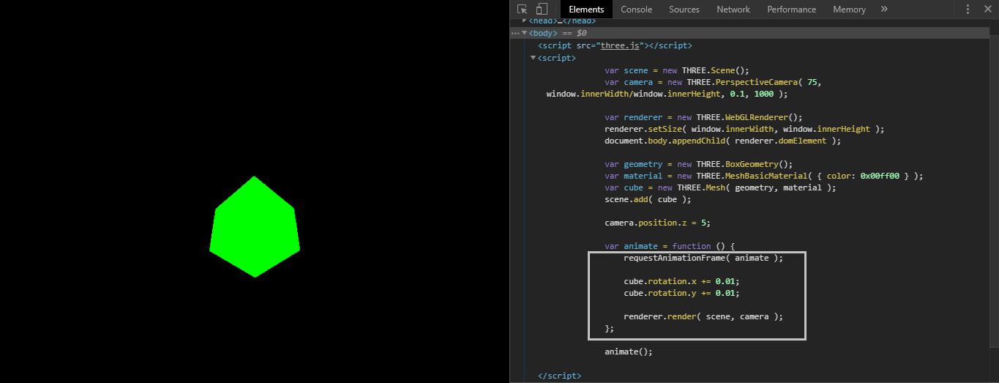 Elements Console Sources Network Performance Memory »
<head>…</head>
…<body> == $0
<script src="three.js"></script>
<script>
var scene = new THREE.Scene();
var camera = new THREE.PerspectiveCamera( 75,
window.innerWidth/window.innerHeight, 0.1, 1000 );
var renderer = new THREE.WebGLRenderer();
renderer.setSize( window.innerWidth, window.innerHeight );
document.body.appendChild( renderer.domElement );
var geometry = new THREE.BoxGeometry();
var material = new THREE.MeshBasicMaterial( { color: 0x00ff00 } );
var cube = new THREE.Mesh( geometry, material );
scene.add( cube );
camera.position.z = 5;
var animate = function () {
requestAnimationFrame( animate );
cube.rotation.x += 0.01;
cube.rotation.y += 0.01;
renderer.render( scene, camera );
};
animate();
</script>